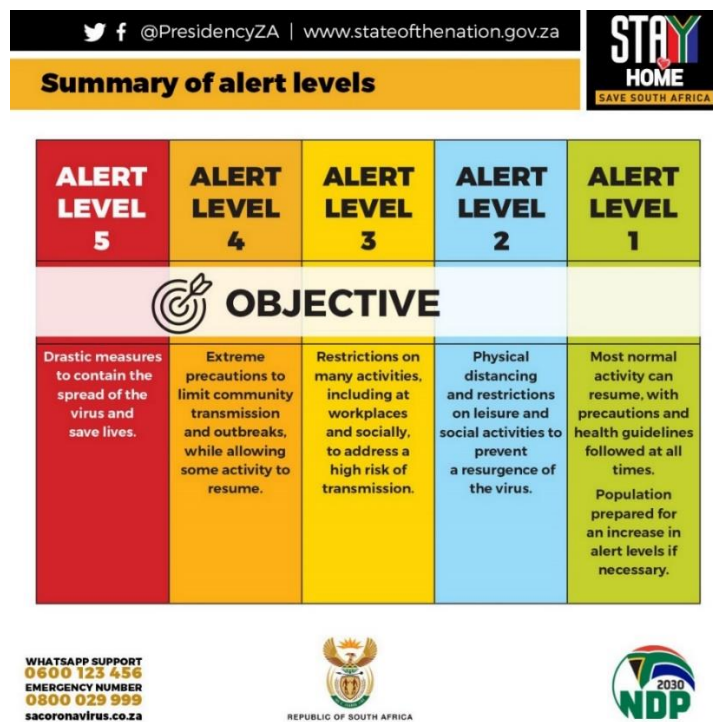 @PresidencyZA | www.stateofthenation.gov.za
STAY
HOME
SAVE SOUTH AFRICA
Summary of alert levels
ALERT
LEVEL
5
ALERT
LEVEL
4
ALERT
LEVEL
3
ALERT
LEVEL
2
ALERT
LEVEL
1
OBJECTIVE
Drastic measures
to contain the
spread of the
virus and
save lives.
Extreme
precautions to
limit community
transmission
and outbreaks,
while allowing
some activity to
resume.
Restrictions on
many activities,
including at
workplaces
and socially,
to address a
high risk of
transmission.
Physical
distancing
and restrictions
on leisure and
social activities to
prevent
a resurgence of
the virus.
Most normal
activity can
resume, with
precautions and
health guidelines
followed at all
times.
Population
prepared for
an increase in
alert levels if
necessary.
WHATSAPP SUPPORT
0600 123 456
EMERGENCY NUMBER
0800 029 999
sacoronavirus.co.za
REPUBLIC OF SOUTH AFRICA
2030
NDP